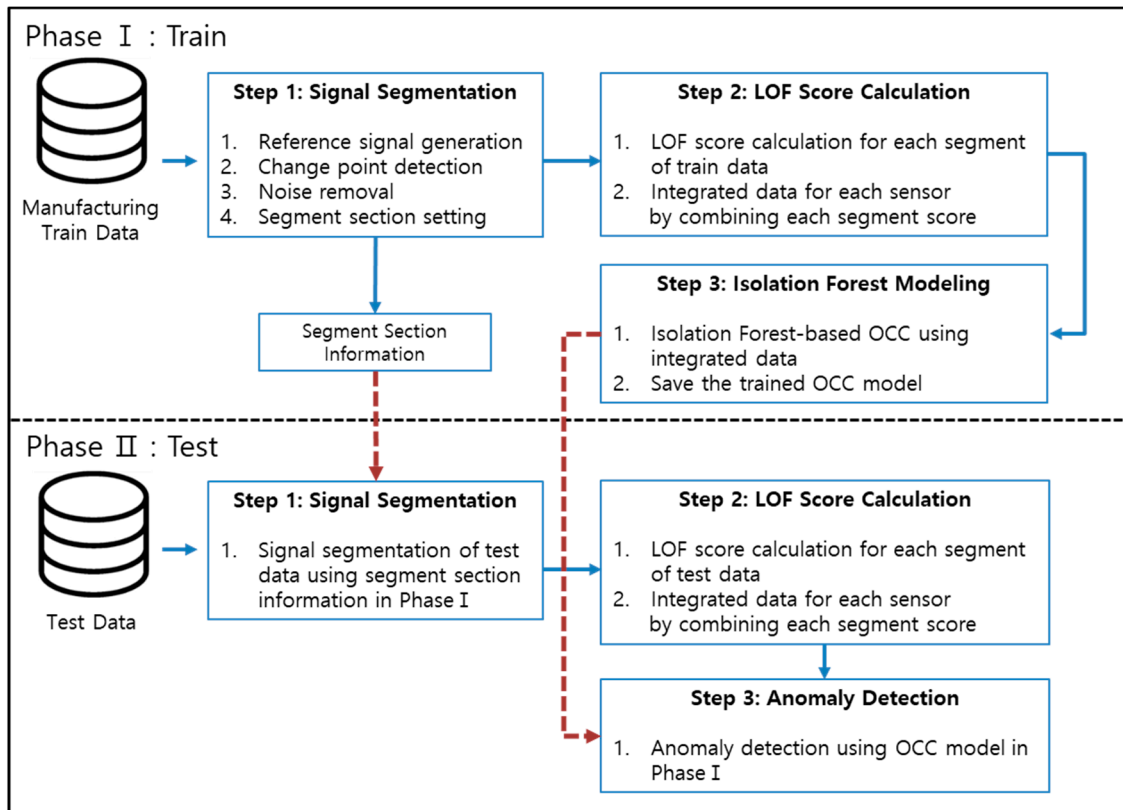 Phase Ⅰ : Train
Manufacturing
Train Data
Step 1: Signal Segmentation
1. Reference signal generation
2. Change point detection
3. Noise removal
4. Segment section setting
Step 2: LOF Score Calculation
1. LOF score calculation for each segment
of train data
2. Integrated data for each sensor
by combining each segment score
Step 3: Isolation Forest Modeling
1. Isolation Forest-based OCC using
integrated data
2. Save the trained OCC model
Segment Section
Information
Phase Ⅱ : Test
Test Data
Step 1: Signal Segmentation
1. Signal segmentation of test
data using segment section
information in Phase Ⅰ
Step 2: LOF Score Calculation
1. LOF score calculation for each segment
of test data
2. Integrated data for each sensor
by combining each segment score
Step 3: Anomaly Detection
1. Anomaly detection using OCC model in
Phase Ⅰ